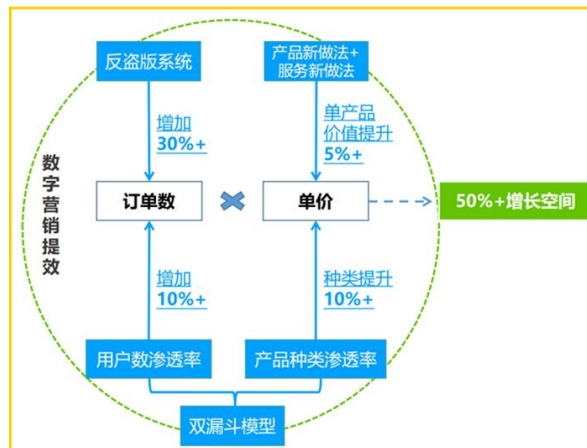 反盗版系统
产品新做法+
服务新做法
增加
30%+
单产品
价值提升
5%+
数字营销提效
订单数
单价
50%+增长空间
增加
10%+
种类提升
10%+
用户数渗透率
产品种类渗透率
双漏斗模型